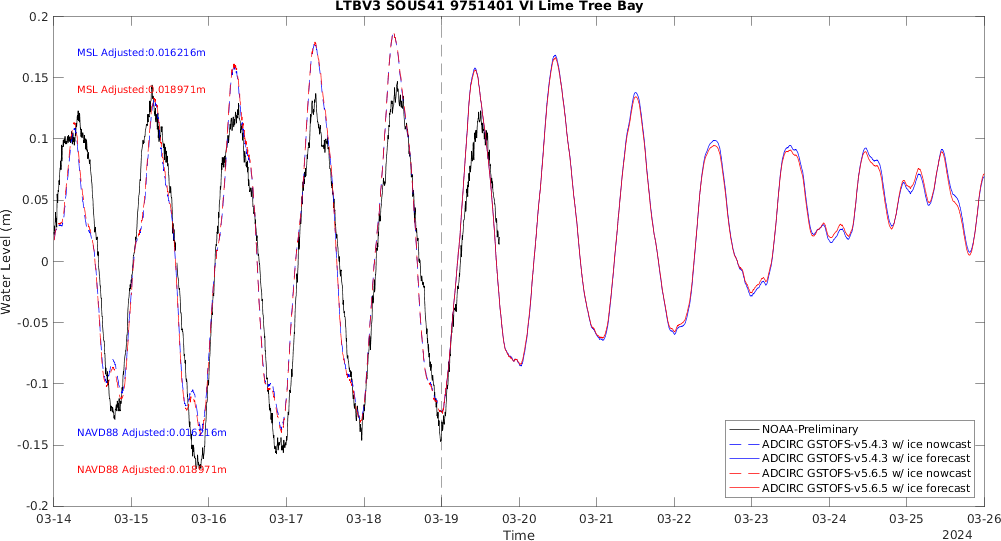 LTBV3 SOUS41 9751401 VI Lime Tree Bay
0.2
MSL Adjusted:0.016216m
0.15
MSL Adjusted:0.018971m
0.1
0.05
Water Level (m)
0
-0.05
-0.1
NAVD88 Adjusted:0.016216m
-0.15
NAVD88 Adjusted:0.018971m
-0.2
NOAA-Preliminary
ADCIRC GSTOFS-v5.4.3 w/ ice nowcast
ADCIRC GSTOFS-v5.4.3 w/ ice forecast
ADCIRC GSTOFS-v5.6.5 w/ ice nowcast
ADCIRC GSTOFS-v5.6.5 w/ ice forecast
03-14 03-15 03-16 03-17 03-18 03-19 03-20 03-21 03-22 03-23 03-24 03-25 03-26
Time
2024